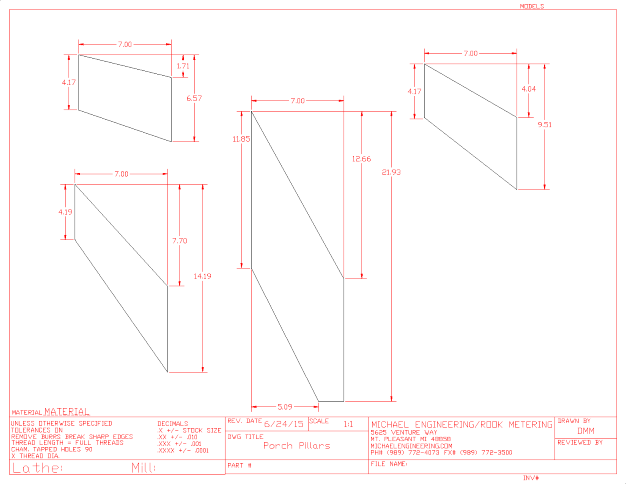 MODELS
7.00
1.71
4.17
6.57
7.00
4.04
4.17
9.51
7.00
11.85
12.66
21.93
5.09
7.00
4.19
7.70
14.19
MATERIAL MATERIAL
UNLESS OTHERWISE SPECIFIED
TOLERANCES ON
REMOVE BURRS BREAK SHARP EDGES
THREAD LENGTH = FULL THREADS
CHAM. TAPPED HOLES 90
X THREAD DIA.
DECIMALS
.X +/- STOCK SIZE
.XX +/- .010
.XXX +/- .005
.XXXX +/- .0001
Lathe: Mill:
REV. DATE 6/24/15 SCALE 1:1
DWG TITLE
Porch Pillars
PART #
MICHAEL ENGINEERING/ROOK METERING
5625 VENTURE WAY
MT. PLEASANT MI 48858
MICHAELENGINEERING.COM
PH# (989) 772-4073 FX# (989) 772-3500
FILE NAME:
DRAWN BY
DMM
REVIEWED BY
INV#